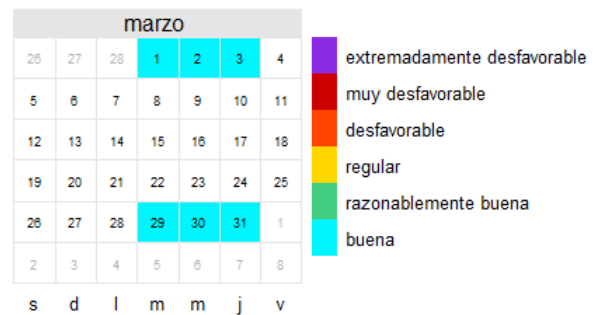 marzo
26 27 28 1 2 3 4
5 6 7 8 9 10 11
12 13 14 15 16 17 18
19 20 21 22 23 24 25
26 27 28 29 30 31 1
2 3 4 5 6 7 8
s d l m m j v
extremadamente desfavorable
muy desfavorable
desfavorable
regular
razonablemente buena
buena